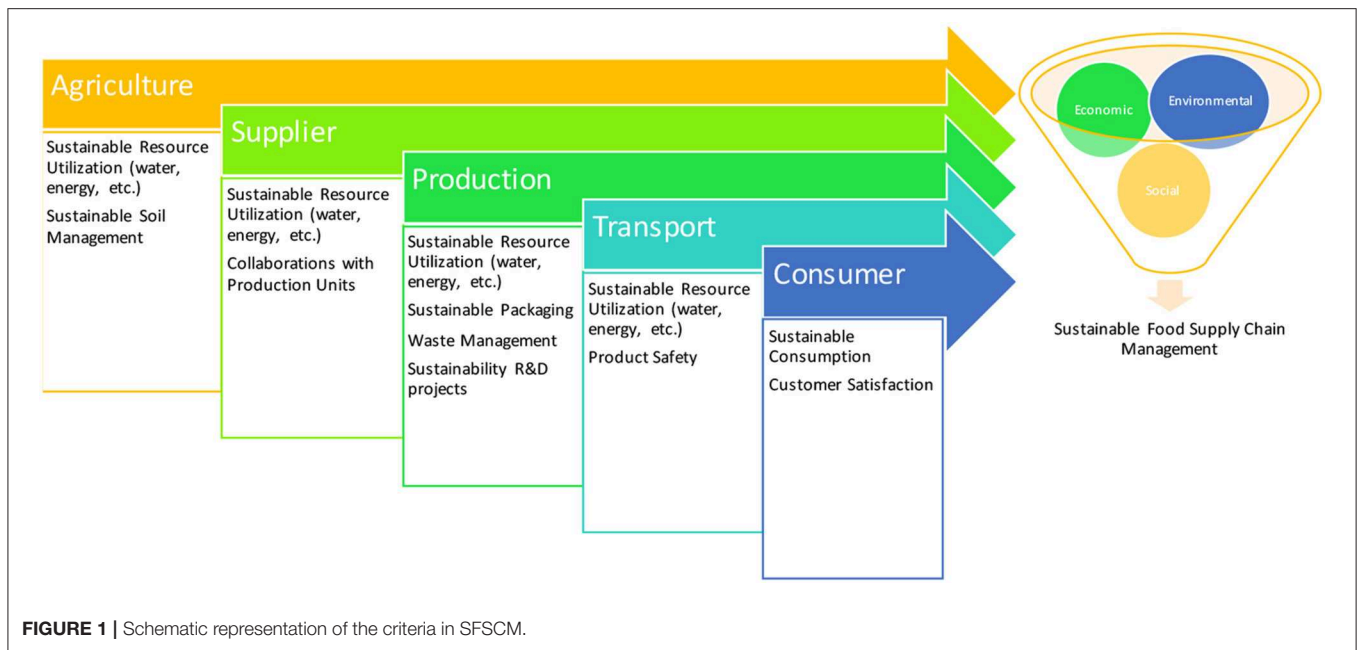 Agriculture
Sustainable Resource
Utilization (water,
energy, etc.)
Sustainable Soil
Management
Supplier
Sustainable Resource
Utilization (water,
energy, etc.)
Collaborations with
Production Units
Production
Sustainable Resource
Utilization (water,
energy, etc.)
Sustainable Packaging
Waste Management
Sustainability R&D
projects
Transport
Sustainable Resource
Utilization (water,
energy, etc.)
Product Safety
Consumer
Sustainable
Consumption
Customer Satisfaction
Economic
Environmental
Social
Sustainable Food Supply Chain
Management
FIGURE 1 | Schematic representation of the criteria in SFSCM.